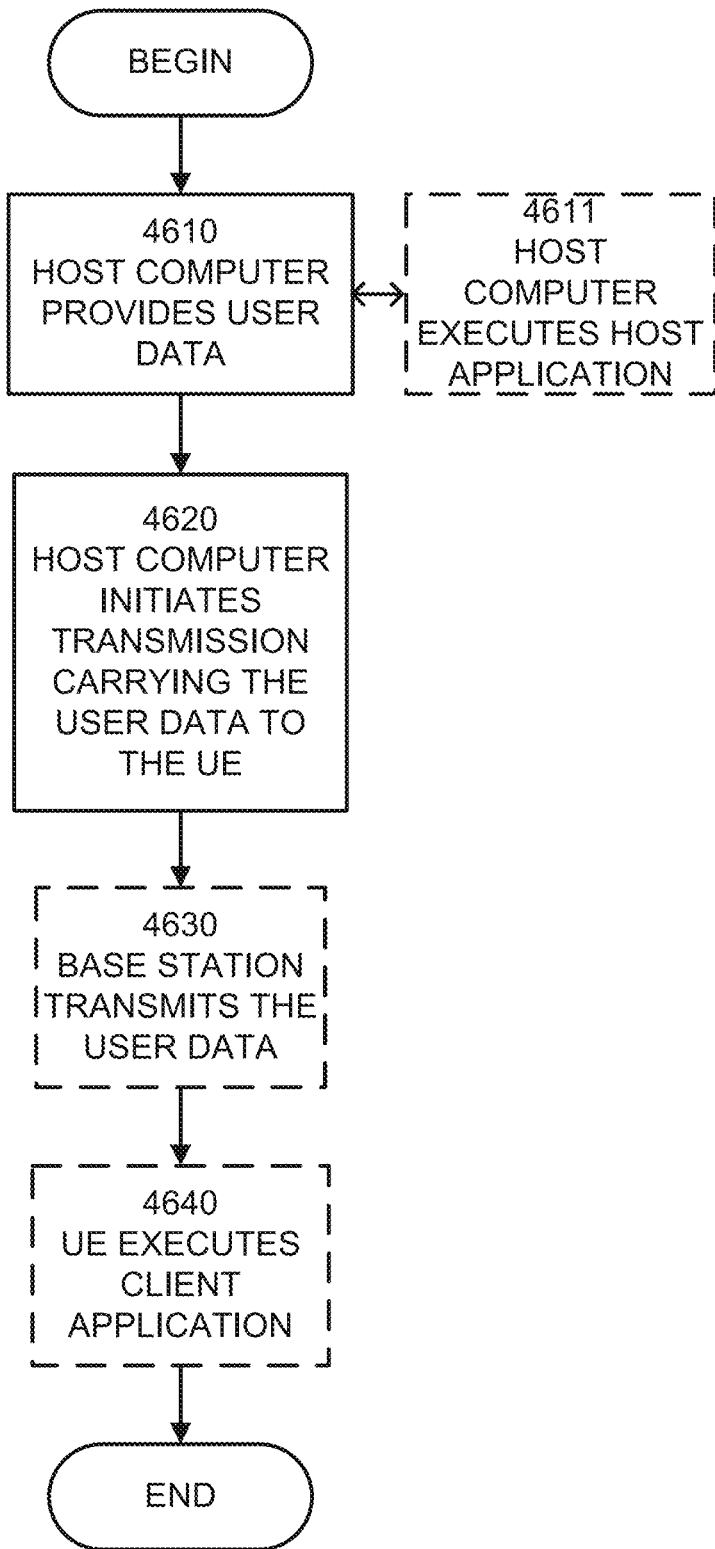 BEGIN
4610
HOST COMPUTER
PROVIDES USER
DATA
4611
HOST
COMPUTER
EXECUTES HOST
APPLICATION
4620
HOST COMPUTER
INITIATES
TRANSMISSION
CARRYING THE
USER DATA TO
THE UE
4630
BASE STATION
TRANSMITS THE
USER DATA
4640
UE EXECUTES
CLIENT
APPLICATION
END